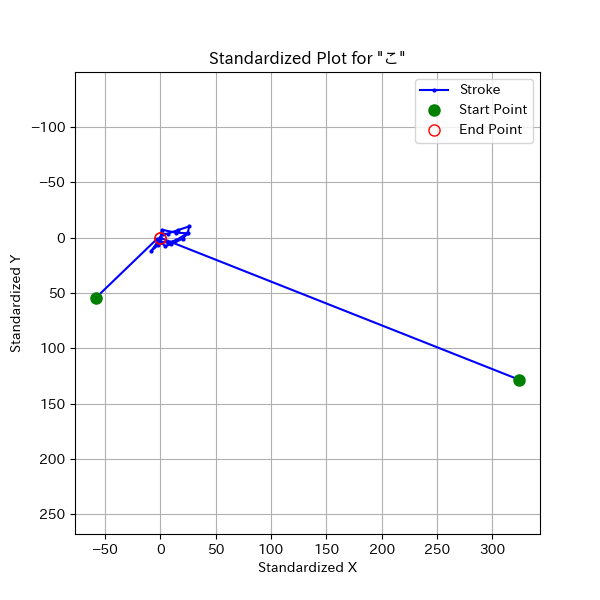 Standardized Plot for "こ"
Stroke
Start Point
End Point
−100
−50
0
50
100
150
200
250
Standardized Y
−50
0
50
100
150
200
250
300
Standardized X